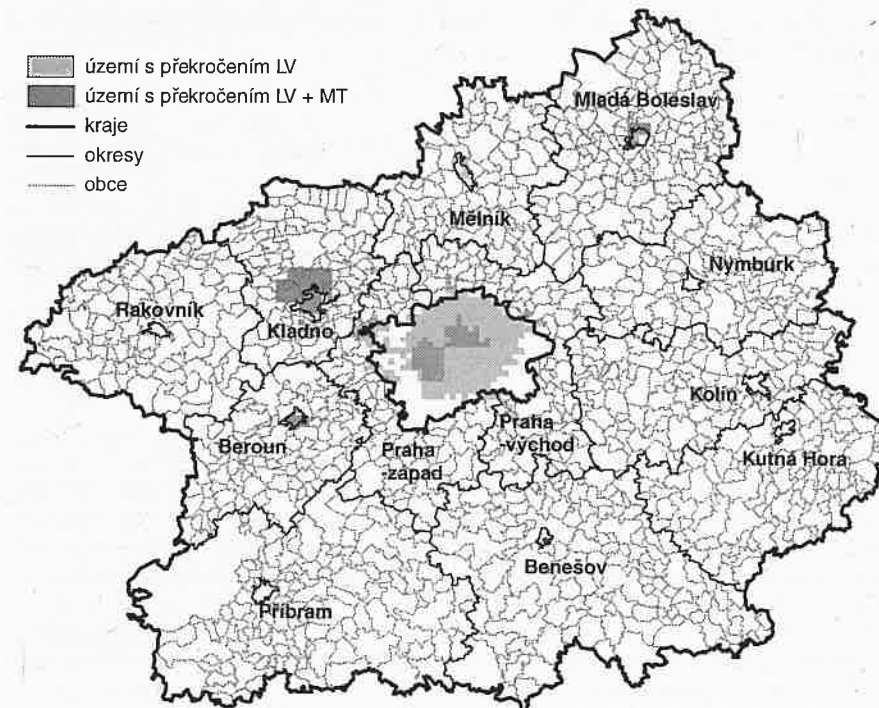 území s překročením LV
území s překročením LV + MT
kraje
okresy
obce
Mladá Boleslav
Mělník
Nymburk
Rakovník
Kladno
Kolín
Beroun
Praha
-západ
Praha
-východ
Kutná Hora
Benešov
Příbram